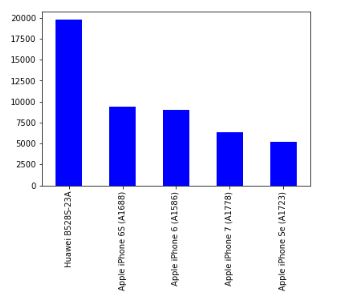 20000
17500
15000
12500
10000
7500
5000
2500
0
Huawei B528S-23A
Apple iPhone 6S (A1688)
Apple iPhone 6 (A1586)
Apple iPhone 7 (A1778)
Apple iPhone Se (A1723)